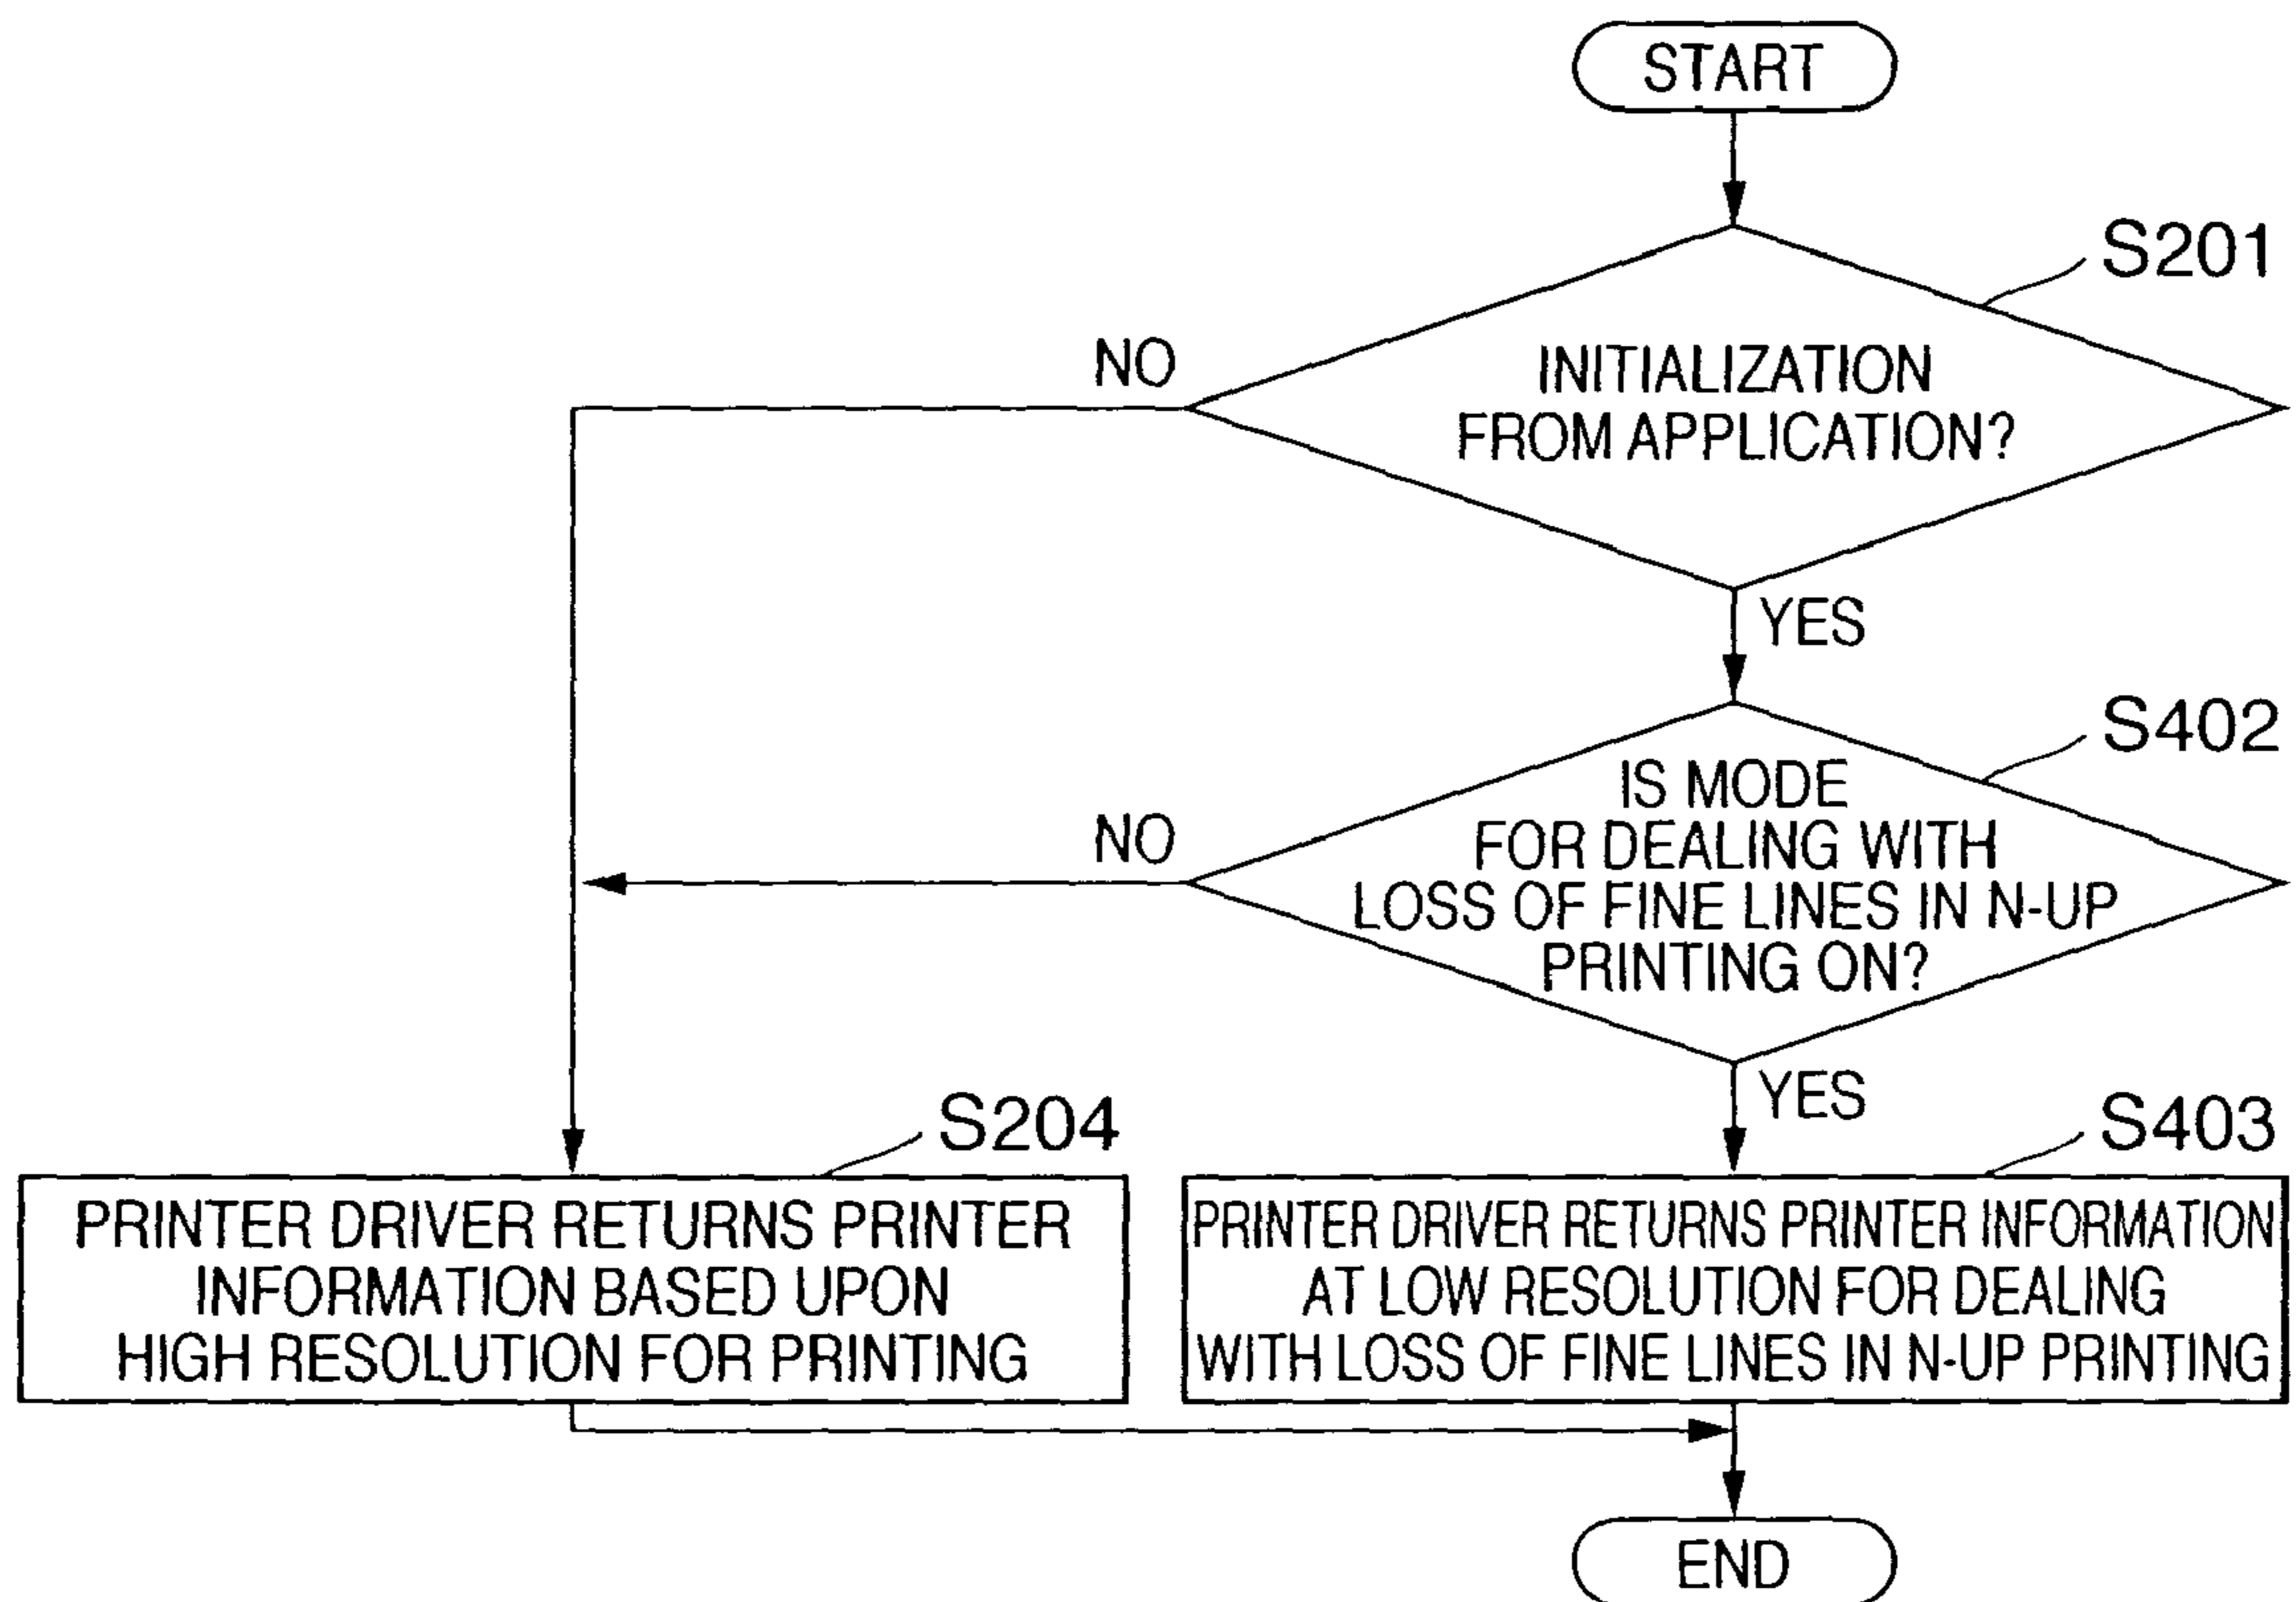 START
S201
NO
INITIALIZATION
FROM APPLICATION?
YES
S402
NO
IS MODE
FOR DEALING WITH
LOSS OF FINE LINES IN N-UP
PRINTING ON?
YES
S204
S403
PRINTER DRIVER RETURNS PRINTER
INFORMATION BASED UPON
HIGH RESOLUTION FOR PRINTING
PRINTER DRIVER RETURNS PRINTER INFORMATION
AT LOW RESOLUTION FOR DEALING
WITH LOSS OF FINE LINES IN N-UP PRINTING
END